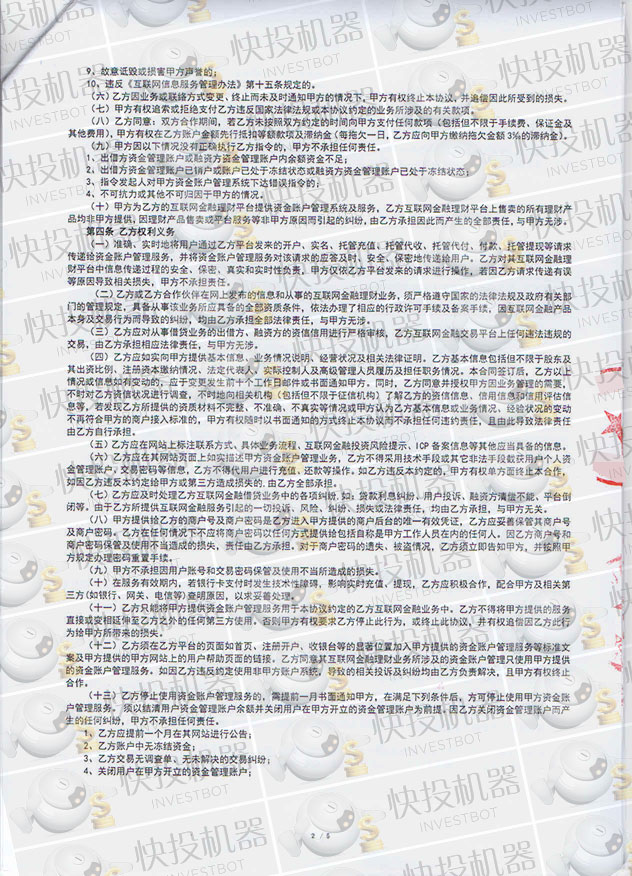 9、故意诋毁或损害甲方声誉的；
10、违反《互联网信息服务管理办法》第十五条规定的。
（六）乙方因业务或联络方式变更、终止而未及时通知甲方的情况下，甲方有权终止本协议，并追偿因此所受到的损失。
（七）甲方有权追索或拒绝支付乙方违反国家法律法规或本协议约定的业务所涉及的有关款项。
（八）乙方同意：双方合作期间，若乙方未按照双方约定的时间向甲方支付任何款项（包括但不限于手续费、保证金及
其他费用），甲方有权在乙方账户金额先行抵扣等额款项及滞纳金（每拖欠一日，乙方应向甲方缴纳拖欠金额 3‰的滞纳金）。
（九）甲方因以下情况没有正确执行乙方指令的，甲方不承担任何责任。
1、出借方资金管理账户或融资方资金管理账户内余额资金不足；
2、出借方资金管理账户已销户或账户已处于冻结状态或融资方资金管理账户已处于冻结状态；
3、指令发起人对甲方资金账户管理系统下达错误指令的；
4、不可抗力或其他不可归因于甲方的情况。
（十）甲方为乙方的互联网金融理财平台提供资金账户管理系统及服务，乙方互联网金融理财平台上售卖的所有理财产
品均非甲方提供，因理财产品售卖或平台服务等非甲方原因而引起的纠纷，由乙方承担因此而产生的全部责任，与甲方无涉。
第四条 乙方权利义务
（一）准确、实时地将用户通过乙方平台发来的开户、实名、托管充值、托管代收、托管代付、付款、托管提现等请求
传递给资金账户管理服务，并将资金账户管理服务对该请求的应答及时、安全、保密地传递给用户。乙方对其互联网金融理
财平台中信息传递过程的安全、保密、真实和实时性负责，甲方仅依乙方平台发来的请求进行操作，若因乙方请求传递有误
等原因导致相关损失，甲方不承担责任。
（二）乙方或乙方合作伙伴在网上发布的信息和从事的互联网金融理财业务，须严格遵守国家的法律法规及政府有关部
门的管理规定，具备从事该业务所应具备的全部资质条件，依法办理了相应的行政许可手续及备案手续。因互联网金融产品
本身及交易行为而导致的纠纷，均由乙方承担全部法律责任，与甲方无涉。
（三）乙方应对从事借贷业务的出借方、融资方的资信信用进行严格审核，乙方互联网金融交易平台上任何违法违规的
交易，由乙方承担相应法律责任，与甲方无涉。
（四）乙方应如实向甲方提供基本信息、业务情况说明、经营状况及相关法律证明，乙方基本信息包括但不限于股东及
其出资比例、注册资本缴纳情况、法定代表人、实际控制人及高级管理人员履历及担任职务情况。本合同签订后，乙方以上
情况或信息如有变动的，应于变更发生前十个工作日邮件或书面通知甲方。同时，乙方同意并授权甲方因业务管理的需要，
不时对乙方资信状况进行调查，不时地向相关机构（包括但不限于征信机构）了解乙方的资信信息、信用信息和信用评估信
息等，若发现乙方所提供的资质材料不完整、不准确、不真实等情况或甲方认为乙方基本信息或业务情况、经营状况的变动
不再符合甲方的商户接入标准的，甲方有权随时以书面通知的方式终止本协议而不承担任何违约责任，且由此导致法律责任
由乙方自行承担。
（五）乙方应在网站上标注联系方式、具体业务流程、互联网金融投资风险提示、ICP 备案信息等其他应当具备的信息。
（六）乙方应在其网站页面上如实描述甲方资金账户管理业务，乙方不得采用技术手段或其它非法手段获获用户个人资
金管理账户，交易密码等信息，乙方不得代用户进行充值、还款等操作。如乙方违反本约定的，甲方有权单方面终止本合作，
如因乙方违反本约定给甲方或第三方造成损失的，由乙方全部承担。
（七）乙方应及时处理乙方互联网金融借贷业务中的各项纠纷，如：贷款利息纠纷、用户投诉、融资方清偿不能、平台倒
闭等。由于乙方所提供互联网金融服务引起的一切投诉、风险、纠纷、损失或法律责任，均由乙方承担，与甲方无关。
（八）甲方提供给乙方的商户号及商户密码是乙方进入甲方提供的商户后台的唯一有效凭证，乙方应妥善保管其商户号
及商户密码。乙方在任何情况下不应将商户密码以任何方式提供给包括自称是甲方工作人员在内的任何人。因乙方商户号和
商户密码保管及使用不当造成的损失，责任由乙方承担。对于商户密码的遗失、被盗情况，乙方须立即告知甲方，并按照甲
方规定办理密码重置手续。
（九）甲方不承担因用户账号和交易密码保管及使用不当所造成的损失。
（十）在服务有效期内，若银行卡支付时发生技术性障碍，影响实时充值、提现，乙方应积极合作，配合甲方及相关第
三方（如银行、网关、电信等）查明原因，以求妥善处理。
（十一）乙方只能将甲方提供资金账户管理服务用于本协议约定的乙方互联网金融业务中。乙方不得将甲方提供的服务
直接或变相延伸至乙方之外的任何第三方使用，否则甲方有权要求乙方停止此行为，或终止此协议，并有权追偿因乙方此行
为给甲方所带来的损失。
（十二）乙方须在乙方平台的页面如首页、注册开户、收银台等的显著位置加入甲方提供的资金账户管理服务等标准文
案及甲方提供的甲方网站上的用户帮助页面的链接。乙方同意其互联网金融理财业务所涉及的资金账户管理只使用甲方提供
的资金管理服务。如因乙方违反约定使用非甲方账户系统，导致的相关投诉及纠纷均由乙方负责解决，且甲方有权终止
合作。
（十三）乙方停止使用资金账户管理服务的，需提前一月书面通知甲方，在满足下列条件后，方可停止使用甲方资金账
户管理服务。须以结清用户资金管理账户余额并关闭用户在甲方开立的资金管理账户为前提。因乙方关闭资金管理账户而产
生的任何纠纷，甲方不承担任何责任。
1、乙方应提前一个月在其网站进行公告；
2、乙方账户中无冻结资金；
3、乙方交易无调查单、无未解决的交易纠纷；
4、关闭用户在甲方开立的资金管理账户；
2 / 5
快投机器
INVESTBOT